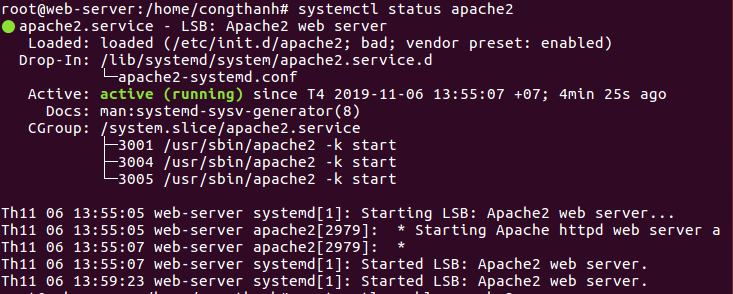 root@web-server:/home/congthanh# systemctl status apache2
● apache2.service - LSB: Apache2 web server
   Loaded: loaded (/etc/init.d/apache2; bad; vendor preset: enabled)
  Drop-In: /lib/systemd/system/apache2.service.d
           └─apache2-systemd.conf
   Active: active (running) since T4 2019-11-06 13:55:07 +07; 4min 25s ago
     Docs: man:systemd-sysv-generator(8)
   CGroup: /system.slice/apache2.service
           ├─3001 /usr/sbin/apache2 -k start
           ├─3004 /usr/sbin/apache2 -k start
           └─3005 /usr/sbin/apache2 -k start
Th11 06 13:55:05 web-server systemd[1]: Starting LSB: Apache2 web server...
Th11 06 13:55:05 web-server apache2[2979]:  * Starting Apache httpd web server a
Th11 06 13:55:07 web-server apache2[2979]:  *
Th11 06 13:55:07 web-server systemd[1]: Started LSB: Apache2 web server.
Th11 06 13:59:23 web-server systemd[1]: Started LSB: Apache2 web server.